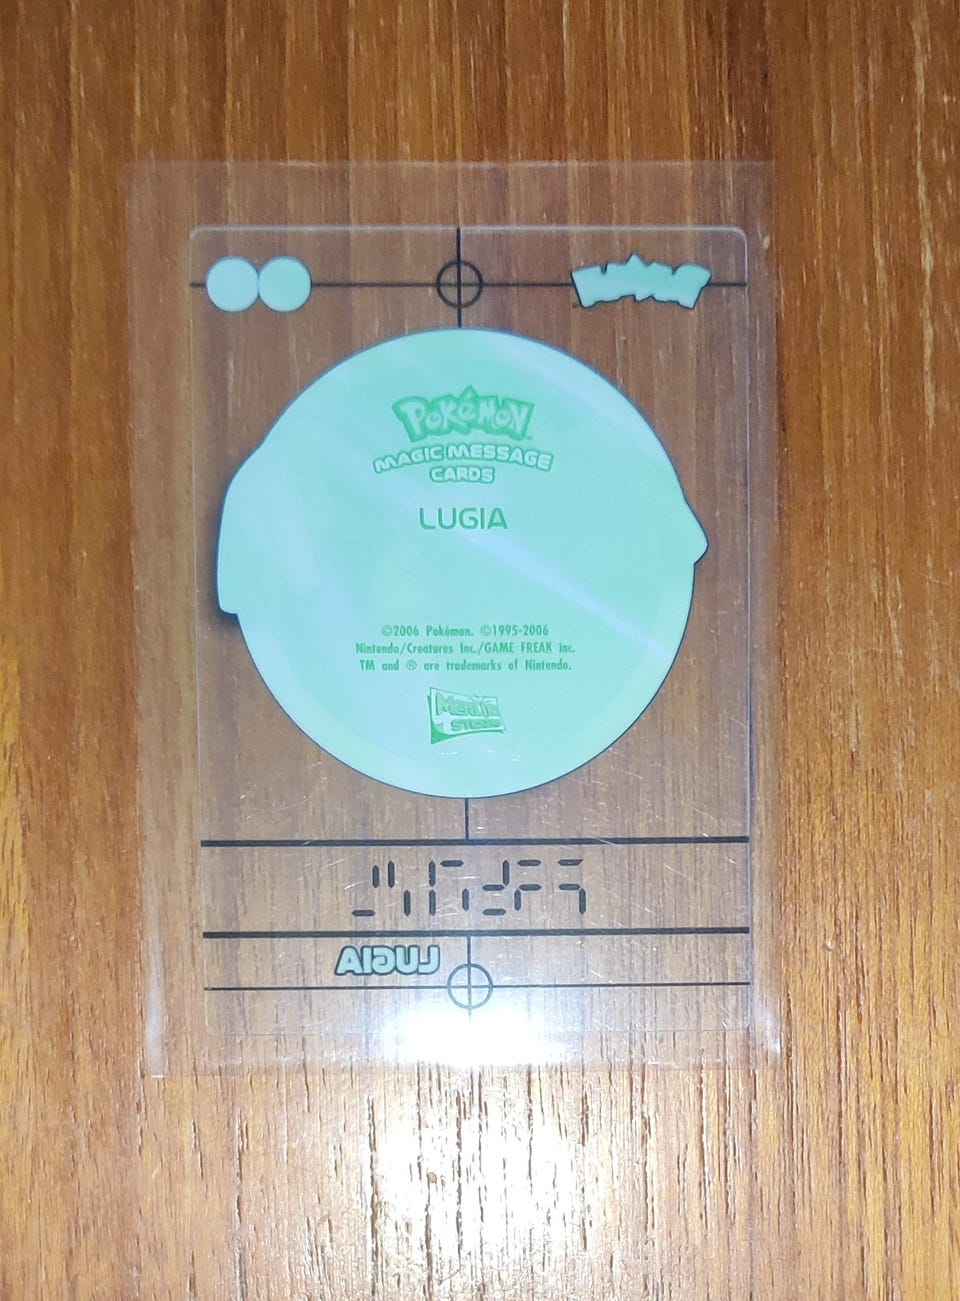 POKéMON
MAGIC MESSAGE
CARDS
LUGIA
©2006 Pokémon. ©1995-2006
Nintendo/Creatures Inc./GAME FREAK inc.
TM and ® are trademarks of Nintendo.
MERLIN
LUGIA